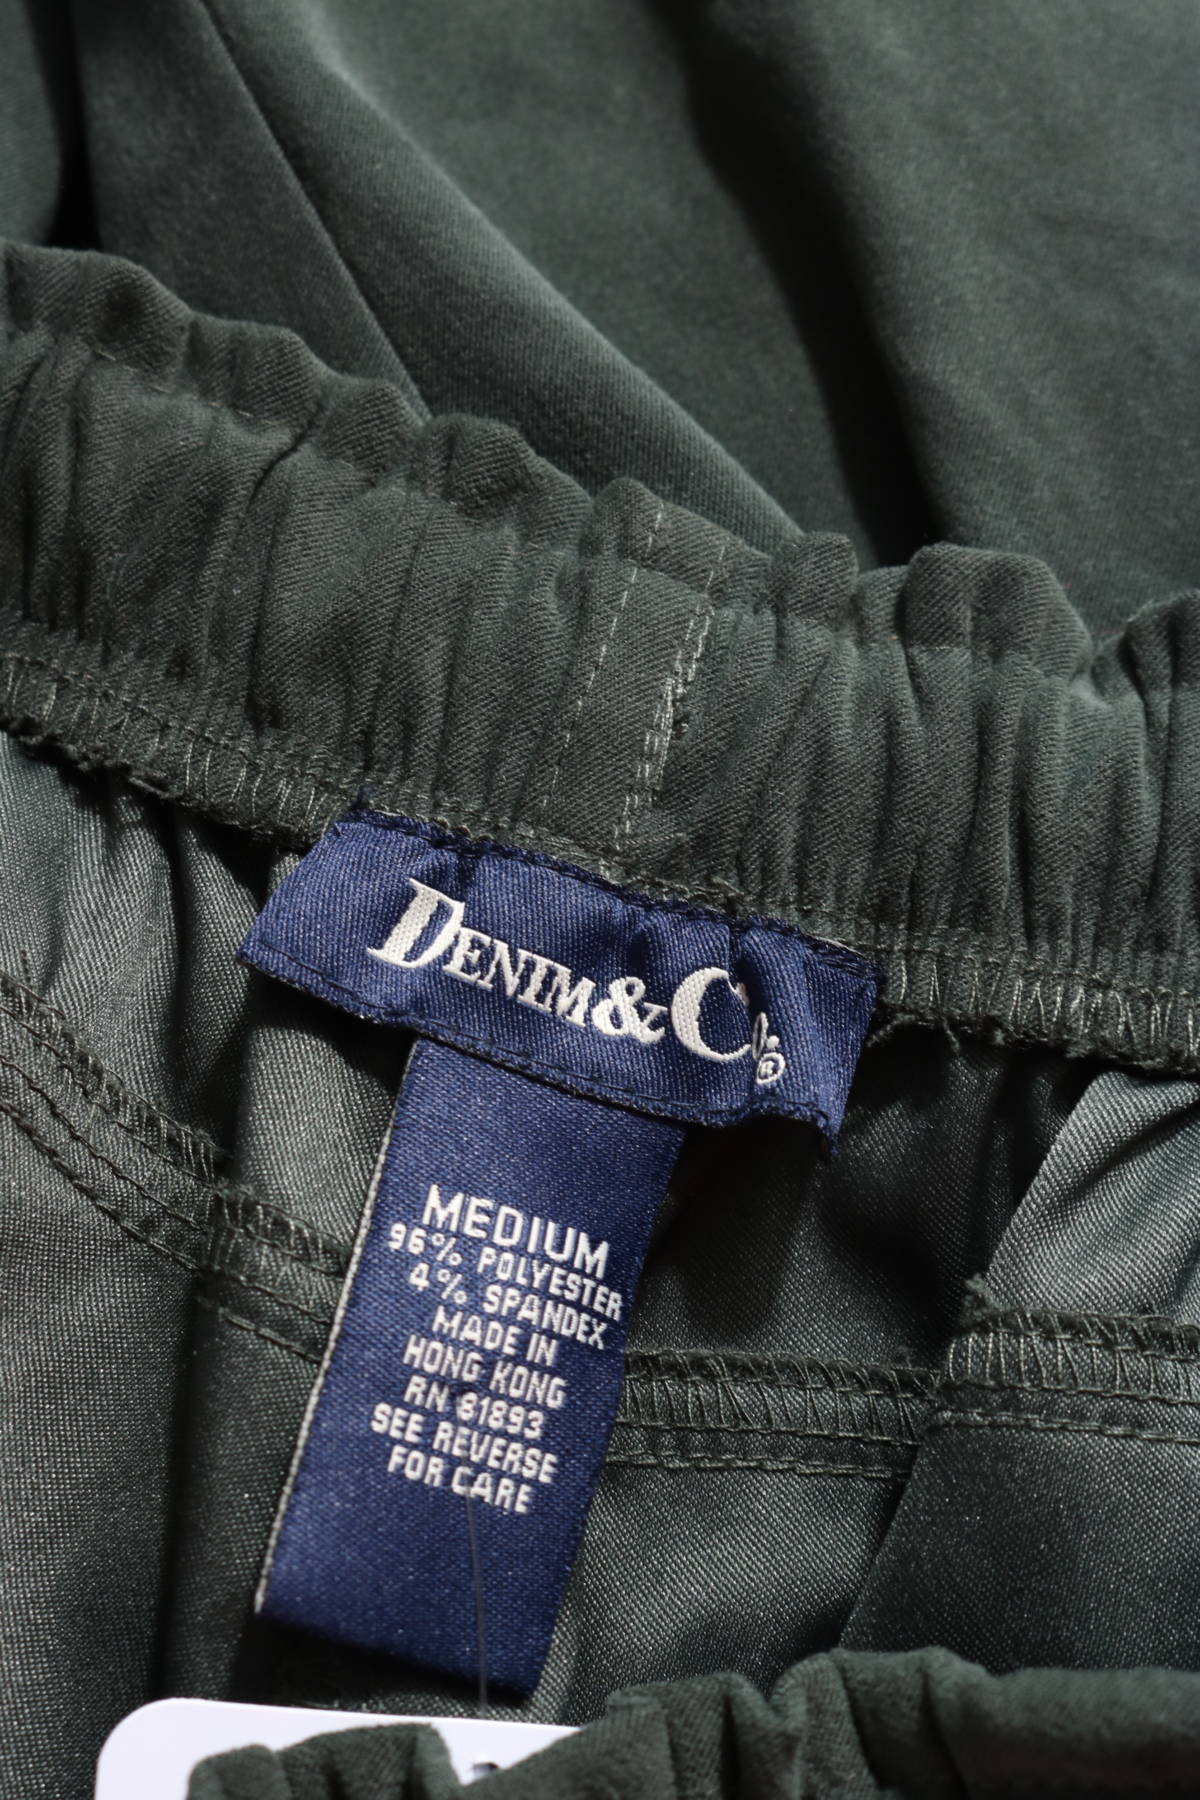 DENIM & Co.®
MEDIUM
96% POLYESTER
4% SPANDEX
MADE IN
HONG KONG
RN 81893
SEE REVERSE
FOR CARE